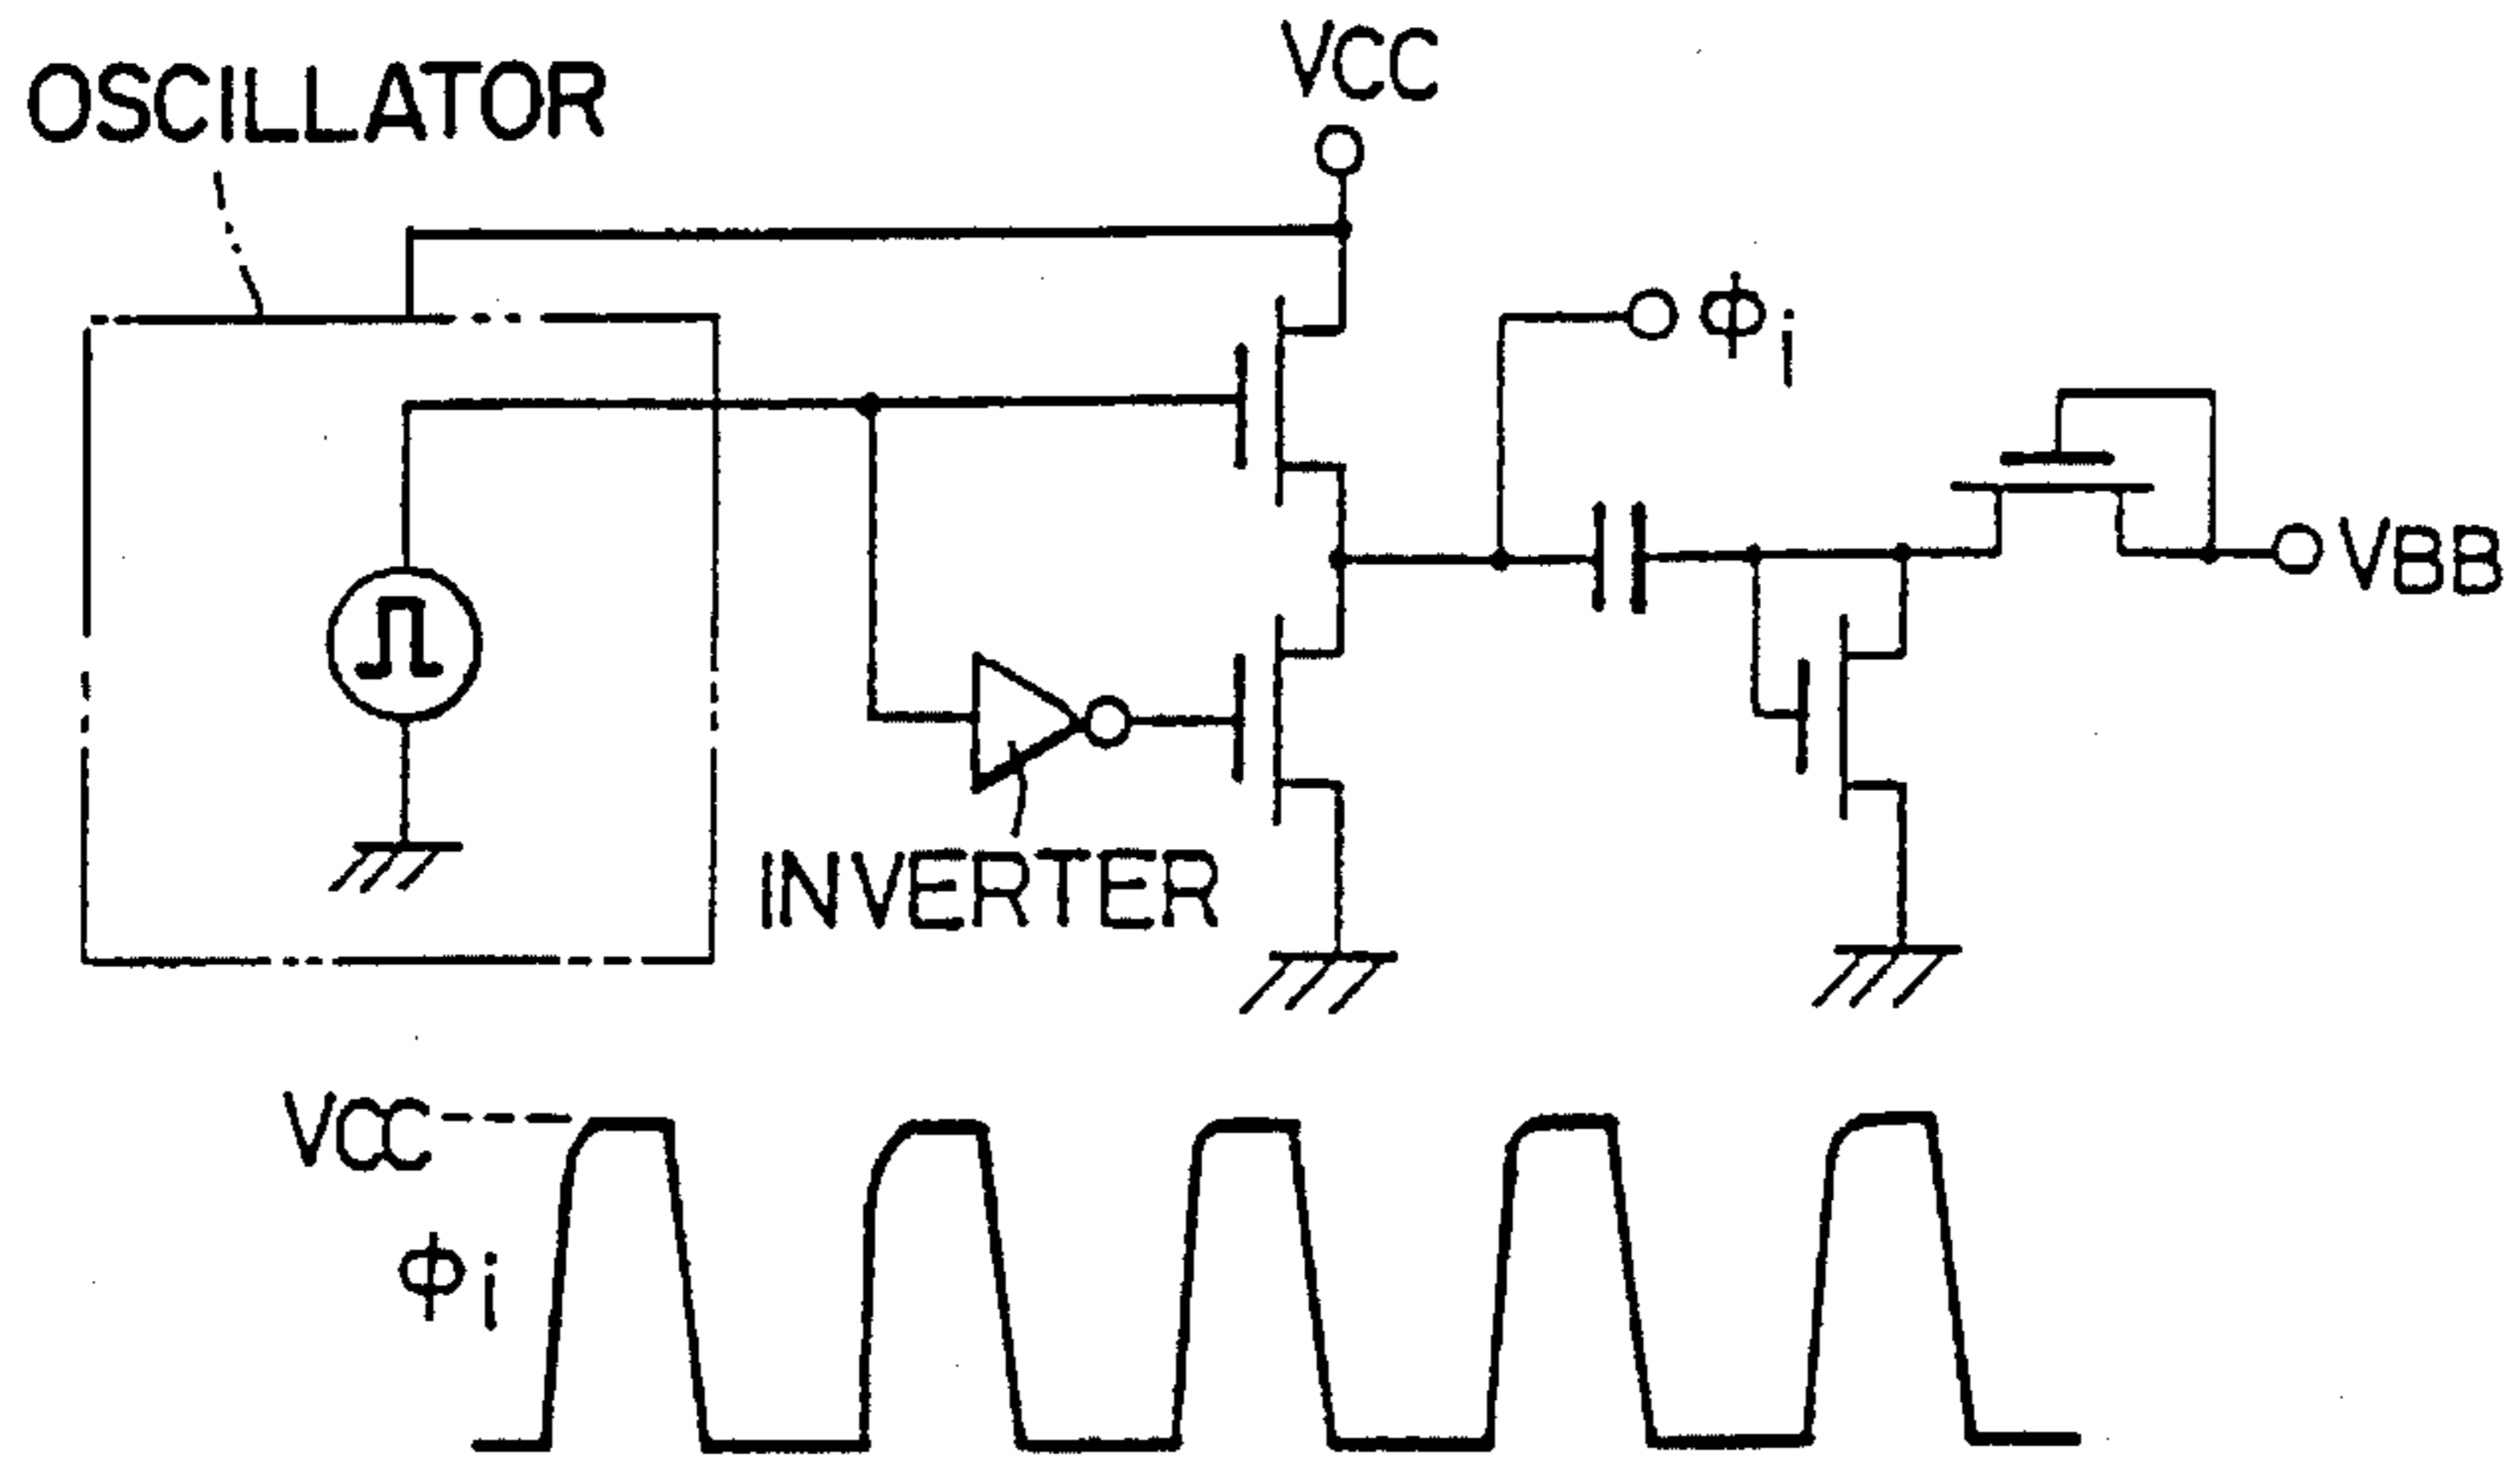 VCC
OSCILLATOR
ϕi
VBB
INVERTER
VCC
ϕi